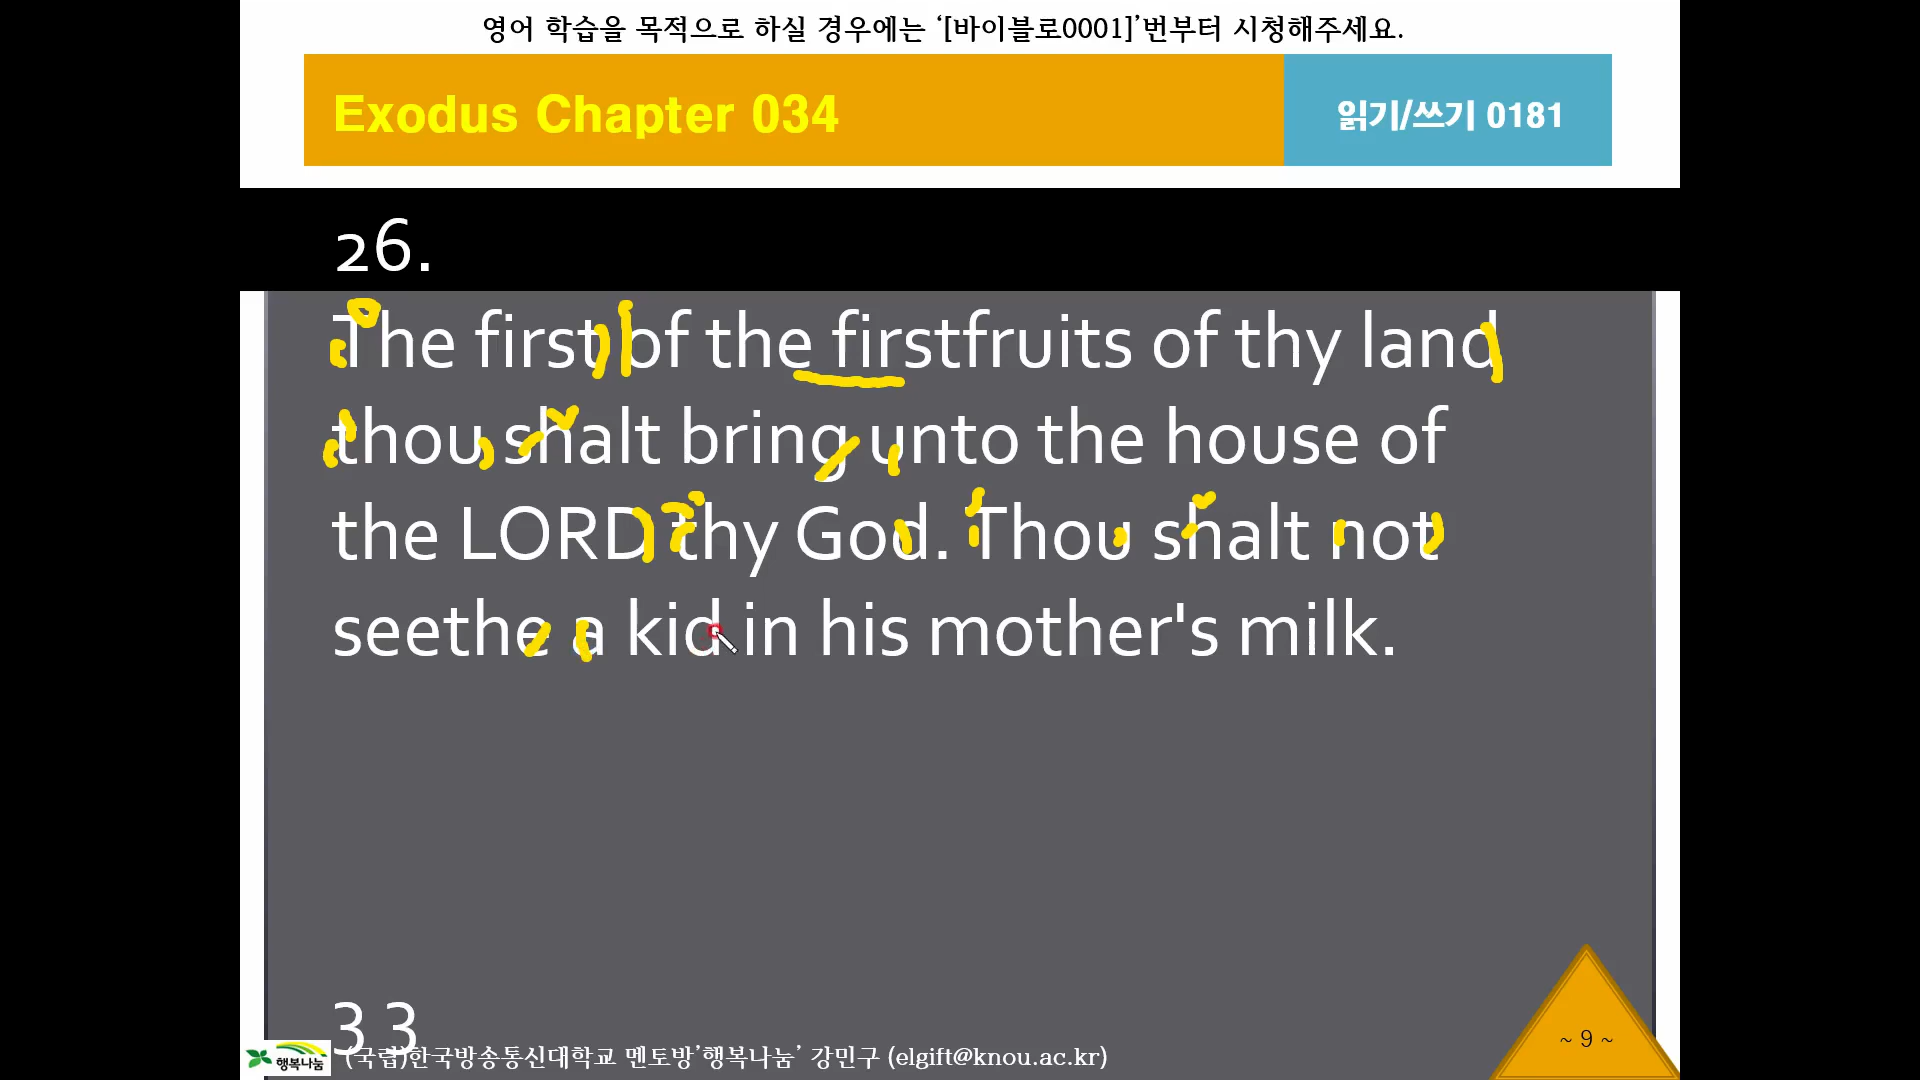 영어 학습을 목적으로 하실 경우에는 ‘[바이블로0001]’번부터 시청해주세요.
Exodus Chapter 034
읽기/쓰기 0181
26.
The first of the firstfruits of thy land
thou shalt bring unto the house of
the LORD thy God. Thou shalt not
seethe a kid in his mother's milk.
3 3
행복나눔
(국립)한국방송통신대학교 멘토방’행복나눔’ 강민구 (elgift@knou.ac.kr)
~ 9 ~